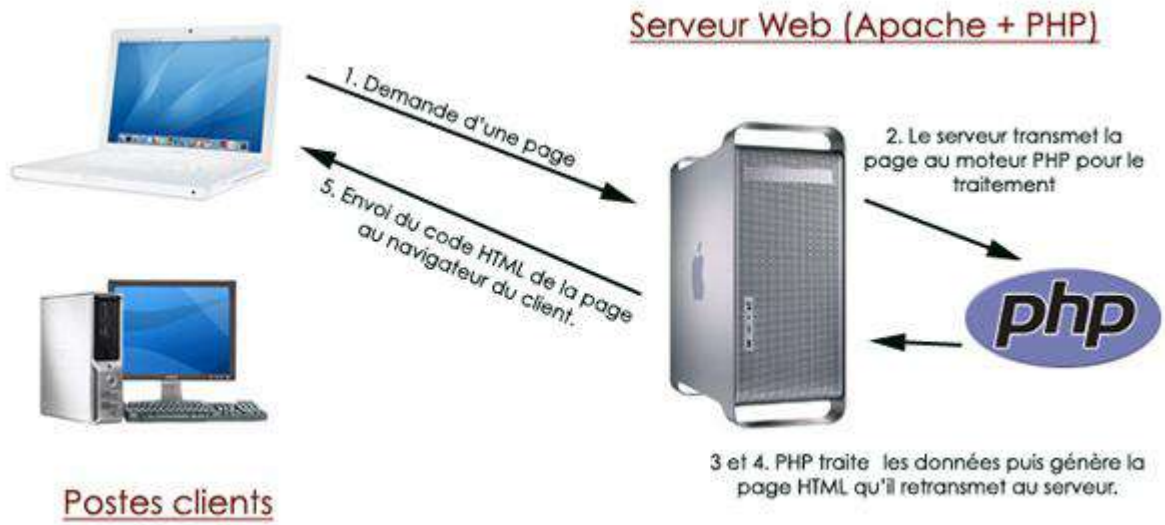 Serveur Web (Apache + PHP)
1. Demande d'une page
2. Le serveur transmet la
page au moteur PHP pour le
traitement
5. Envoi du code HTML de la page
au navigateur du client.
php
3 et 4. PHP traite les données puis génère la
page HTML qu'il retransmet au serveur.
Postes clients